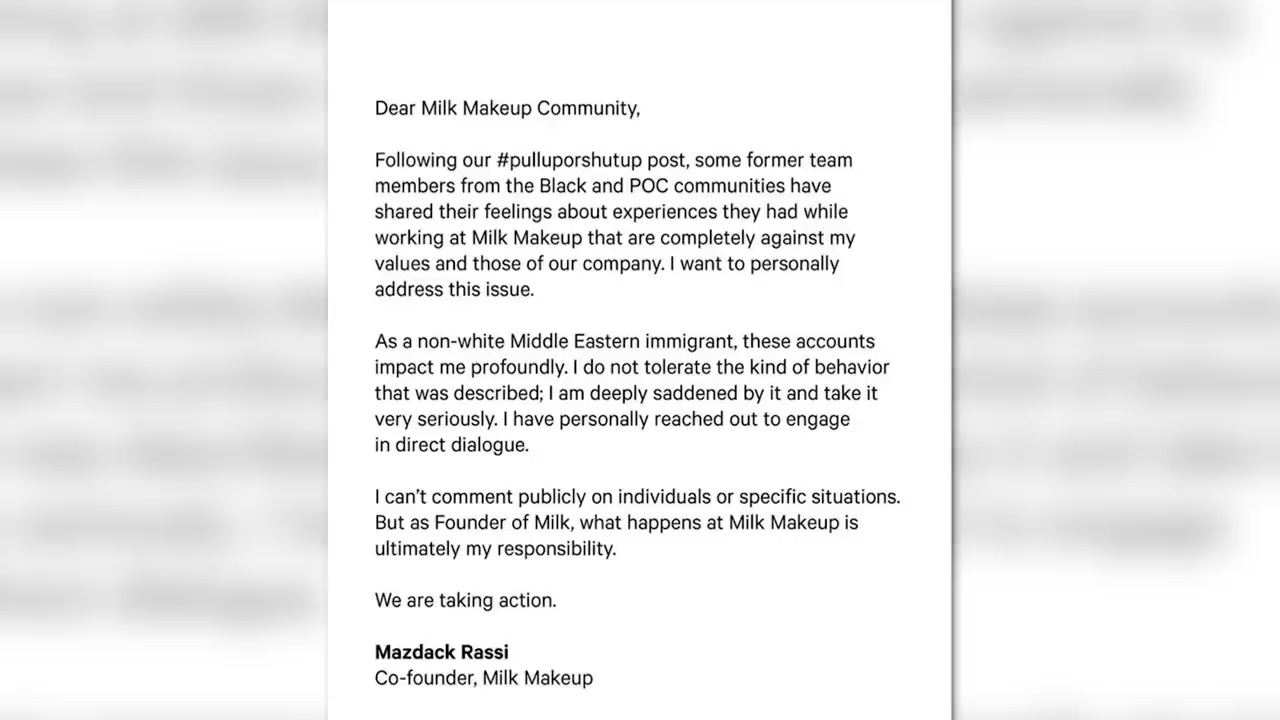 Dear Milk Makeup Community,
Following our #pulluporshutup post, some former team
members from the Black and POC communities have
shared their feelings about experiences they had while
working at Milk Makeup that are completely against my
values and those of our company. I want to personally
address this issue.
As a non-white Middle Eastern immigrant, these accounts
impact me profoundly. I do not tolerate the kind of behavior
that was described; I am deeply saddened by it and take it
very seriously. I have personally reached out to engage
in direct dialogue.
I can’t comment publicly on individuals or specific situations.
But as Founder of Milk, what happens at Milk Makeup is
ultimately my responsibility.
We are taking action.
Mazdack Rassi
Co-founder, Milk Makeup